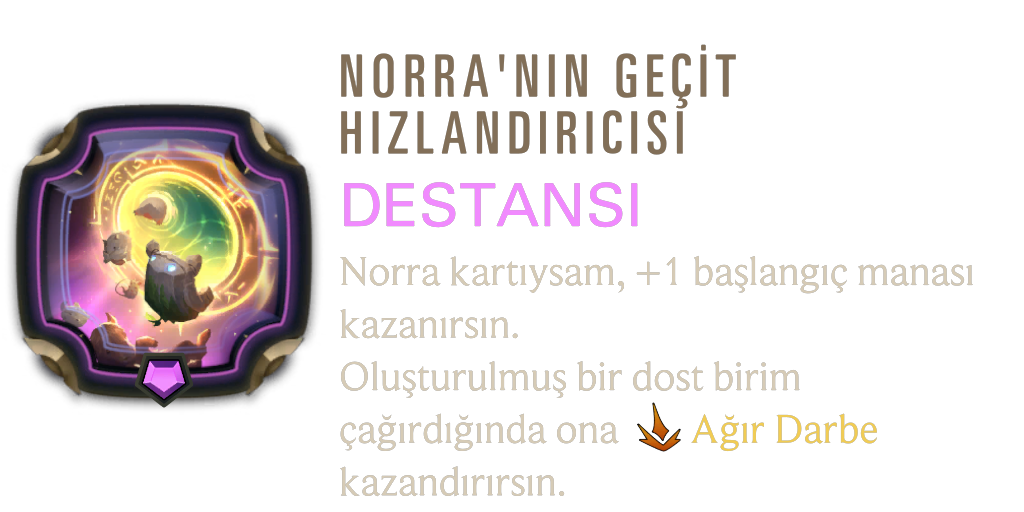 NORRA'NIN GEÇİT
HIZLANDIRICISI
DESTANSI
Norra kartıysam, +1 başlangıç manası
kazanırsın.
Oluşturulmuş bir dost birim
çağırdığında ona Ağır Darbe
kazandırırsın.